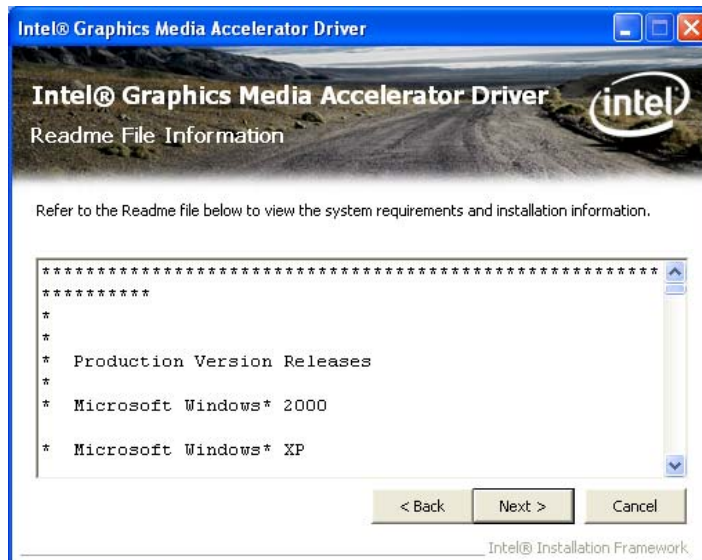 Intel® Graphics Media Accelerator Driver
Intel® Graphics Media Accelerator Driver
intel
Readme File Information
Refer to the Readme file below to view the system requirements and installation information.
*********************************************************
**********
*
*
* Production Version Releases
*
* Microsoft Windows* 2000
* Microsoft Windows* XP
< Back
Next >
Cancel
Intel® Installation Framework